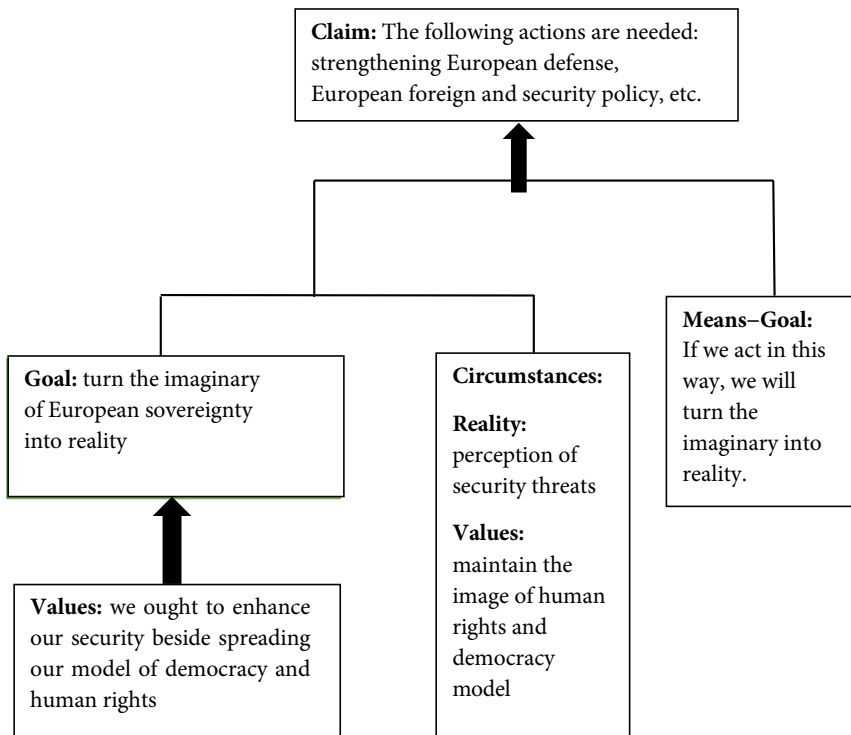 Claim: The following actions are needed:
strengthening European defense,
European foreign and security policy, etc.
Goal: turn the imaginary
of European sovereignty
into reality
Values: we ought to enhance
our security beside spreading
our model of democracy and
human rights
Circumstances:
Reality:
perception of
security threats
Values:
maintain the
image of human
rights and
democracy
model
Means–Goal:
If we act in this
way, we will
turn the
imaginary into
reality.